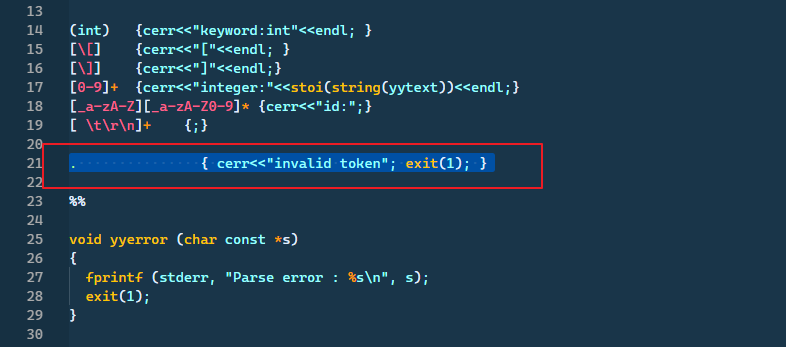 13
14 (int)   {cerr<<"keyword:int"<<endl; }
15 [\[]    {cerr<<"["<<endl; }
16 [\]]    {cerr<<"]"<<endl;}
17 [0-9]+  {cerr<<"integer:"<<stoi(string(yytext))<<endl;}
18 [_a-zA-Z][_a-zA-Z0-9]* {cerr<<"id:";}
19 [ \t\r\n]+    {;}
20
21 .               { cerr<<"invalid token"; exit(1); }
22
23 %%
24
25 void yyerror (char const *s)
26 {
27   fprintf (stderr, "Parse error : %s\n", s);
28   exit(1);
29 }
30